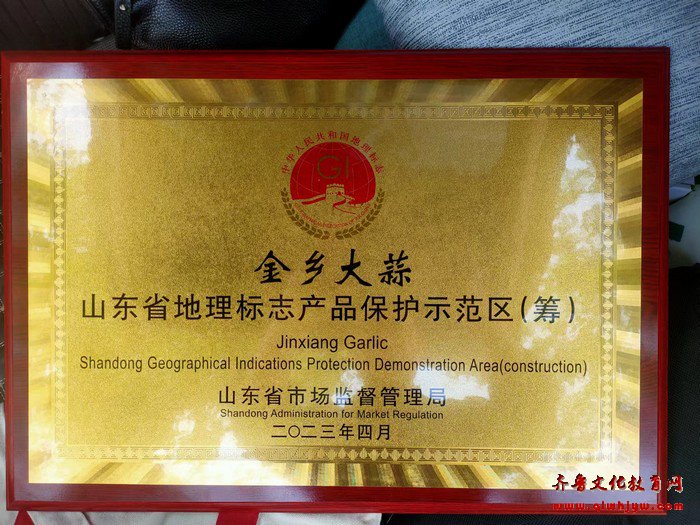 中华人民共和国地理标志
GI
金乡大蒜
山东省地理标志产品保护示范区(筹)
Jinxiang Garlic
Shandong Geographical Indications Protection Demonstration Area(construction)
山东省市场监督管理局
Shandong Administration for Market Regulation
二〇二三年四月
齐鲁文化教育网
www.qlwhjyw.com